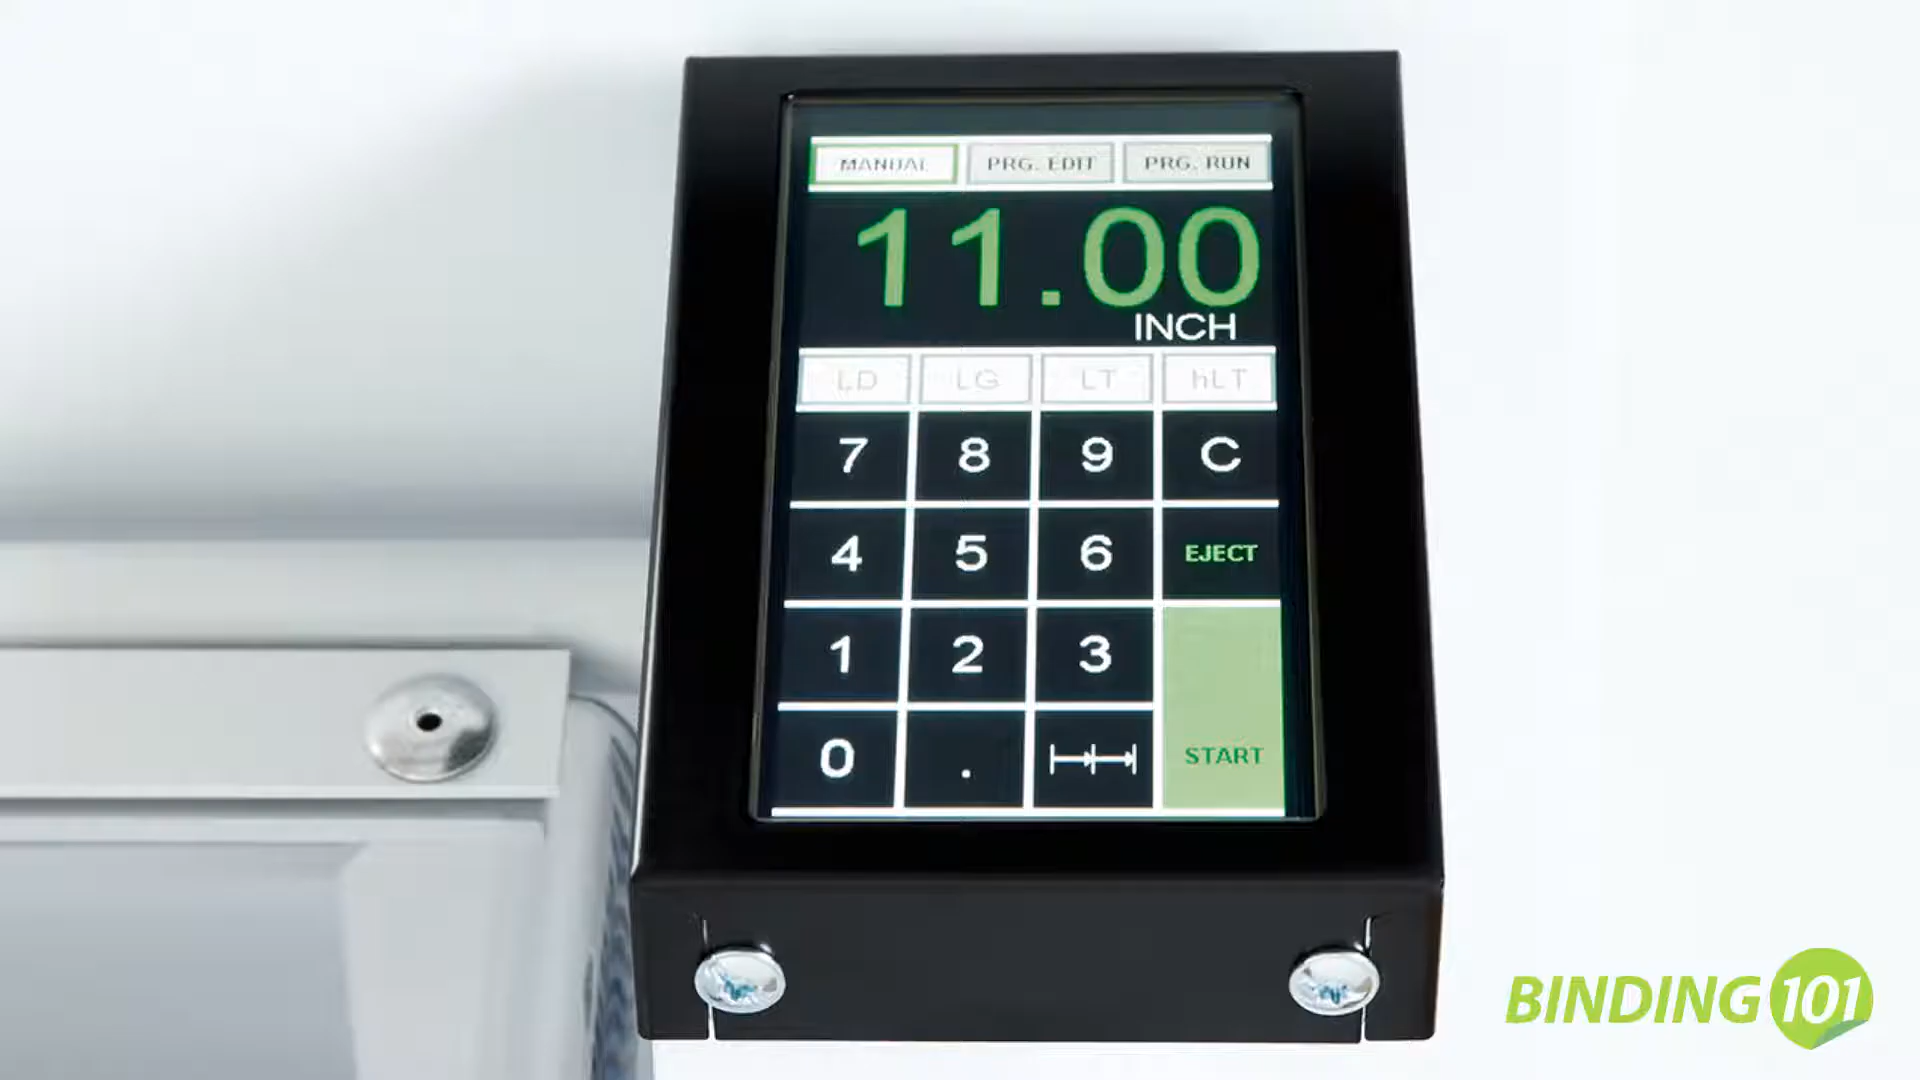 MANUAL PRG. EDIT PRG. RUN
11.00
INCH
LD LG LT hLT
7 8 9 C
4 5 6 EJECT
1 2 3
0 . START
BINDING 101